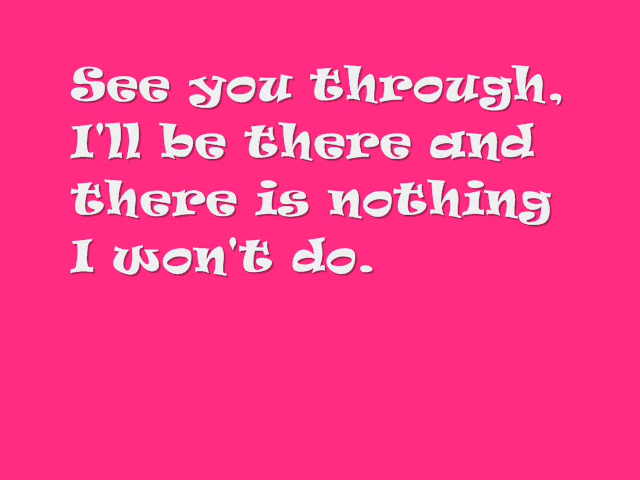 See you through,
I'll be there and
there is nothing
I won't do.